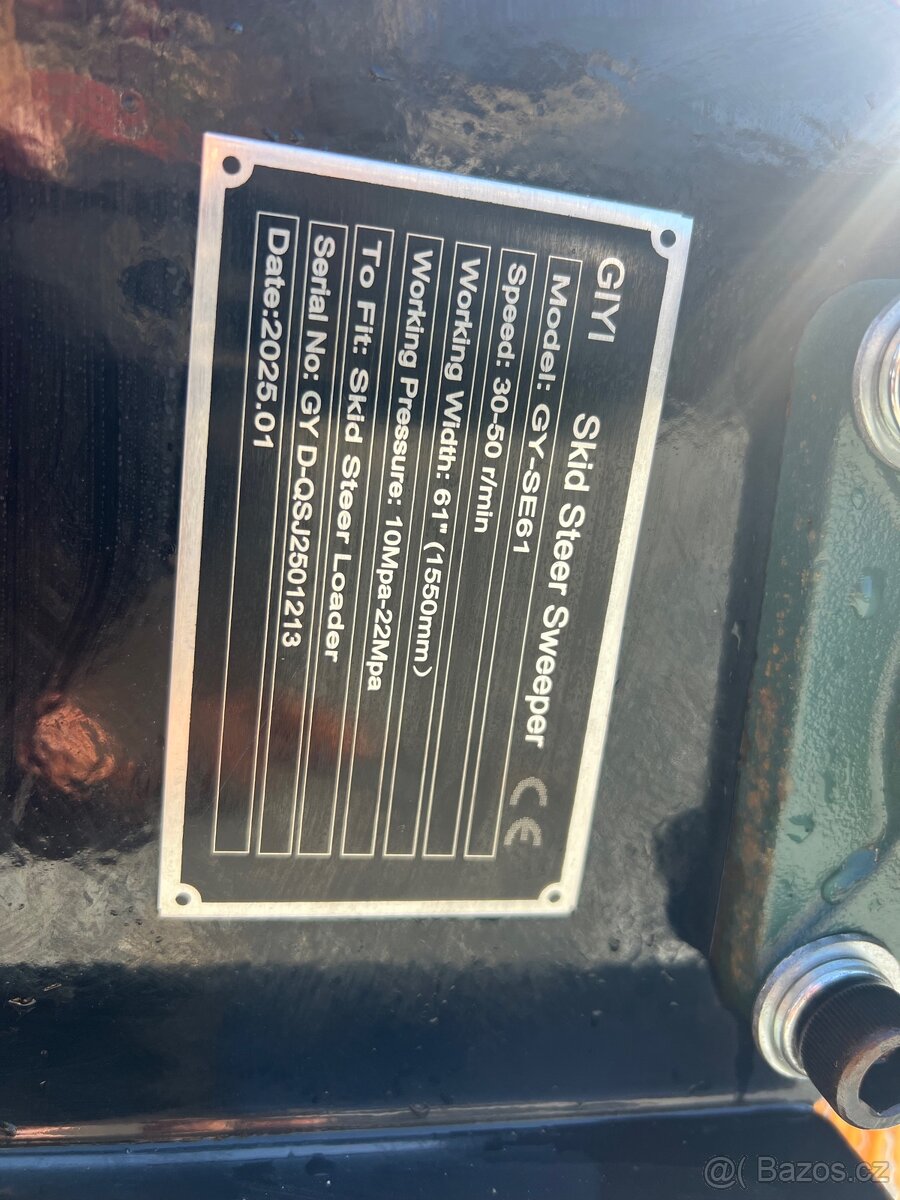 GIYI Skid Steer Sweeper CE
Model: GY-SE61
Speed: 30-50 r/min
Working Width: 61" (1550mm)
Working Pressure: 10Mpa-22Mpa
To Fit: Skid Steer Loader
Serial No: GY D-QSJ2501213
Date:2025.01
@( Bazos.cz